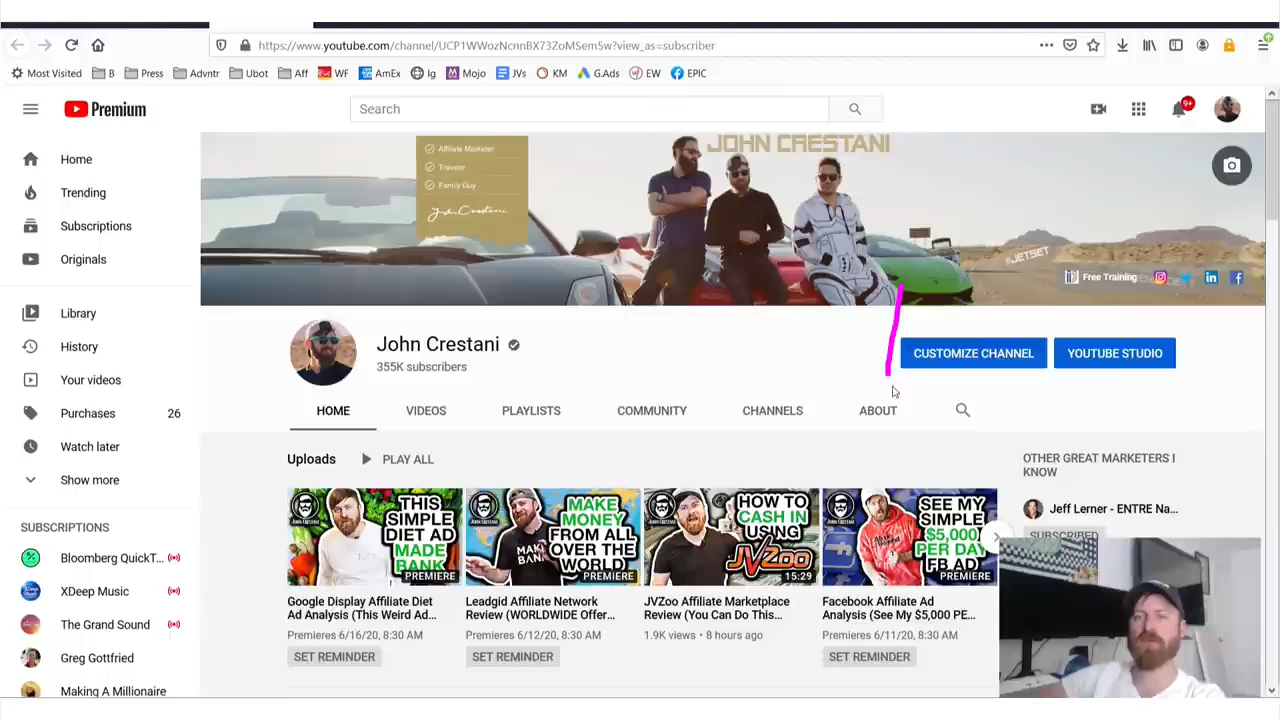 https://www.youtube.com/channel/UCP1WWozNcnnBX73ZoMSem5w?view_as=subscriber
Most Visited B Press Advntr Ubot Aff WF AmEx Ig Mojo JVs KM G.Ads EW EPIC
Premium
Search
9+
Home
Trending
Subscriptions
Originals
Library
History
Your videos
Purchases 26
Watch later
Show more
SUBSCRIPTIONS
Bloomberg QuickT...
XDeep Music
The Grand Sound
Greg Gottfried
Making A Millionaire
JOHN CRESTANI
Affiliate Marketer
Family Guy
John Crestani
#JETSET
Free Training
John Crestani
355K subscribers
CUSTOMIZE CHANNEL
YOUTUBE STUDIO
HOME VIDEOS PLAYLISTS COMMUNITY CHANNELS ABOUT
Uploads PLAY ALL
THIS
SIMPLE
DIET AD
MADE
BANK
PREMIERE
Google Display Affiliate Diet
Ad Analysis (This Weird Ad...
Premieres 6/16/20, 8:30 AM
SET REMINDER
MAKE
MONEY
FROM ALL
OVER THE
WORLD
PREMIERE
Leadgid Affiliate Network
Review (WORLDWIDE Offer...
Premieres 6/12/20, 8:30 AM
SET REMINDER
HOW TO
CASH IN
USING
JVZoo
15:29
JVZoo Affiliate Marketplace
Review (You Can Do This...
1.9K views • 8 hours ago
SEE MY
SIMPLE
$5,000
PER DAY
FB AD
PREMIERE
Facebook Affiliate Ad
Analysis (See My $5,000 PE...
Premieres 6/11/20, 8:30 AM
SET REMINDER
OTHER GREAT MARKETERS I
KNOW
Jeff Lerner - ENTRE Na...
SUBSCRIBED